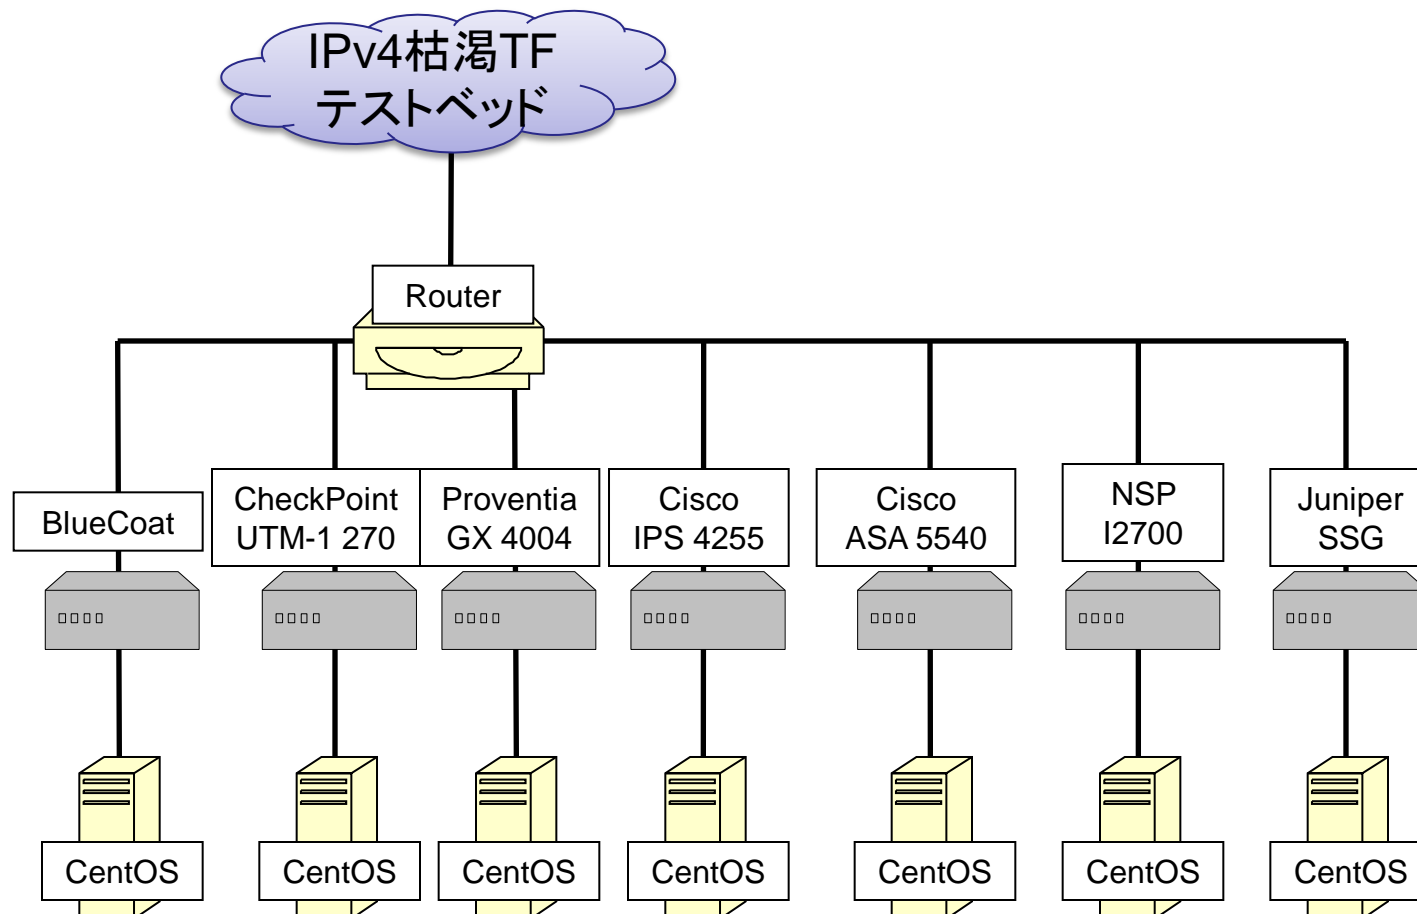 IPv4枯渇TF
テストベッド
Router
BlueCoat
CheckPoint
UTM-1 270
Proventia
GX 4004
Cisco
IPS 4255
Cisco
ASA 5540
NSP
I2700
Juniper
SSG
CentOS
CentOS
CentOS
CentOS
CentOS
CentOS
CentOS